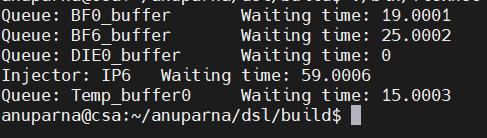 Queue: BF0_buffer Waiting time: 19.0001
Queue: BF6_buffer Waiting time: 25.0002
Queue: DIE0_buffer Waiting time: 0
Injector: IP6 Waiting time: 59.0006
Queue: Temp_buffer0 Waiting time: 15.0003
anuparna@csa:~/anuparna/dsl/build$